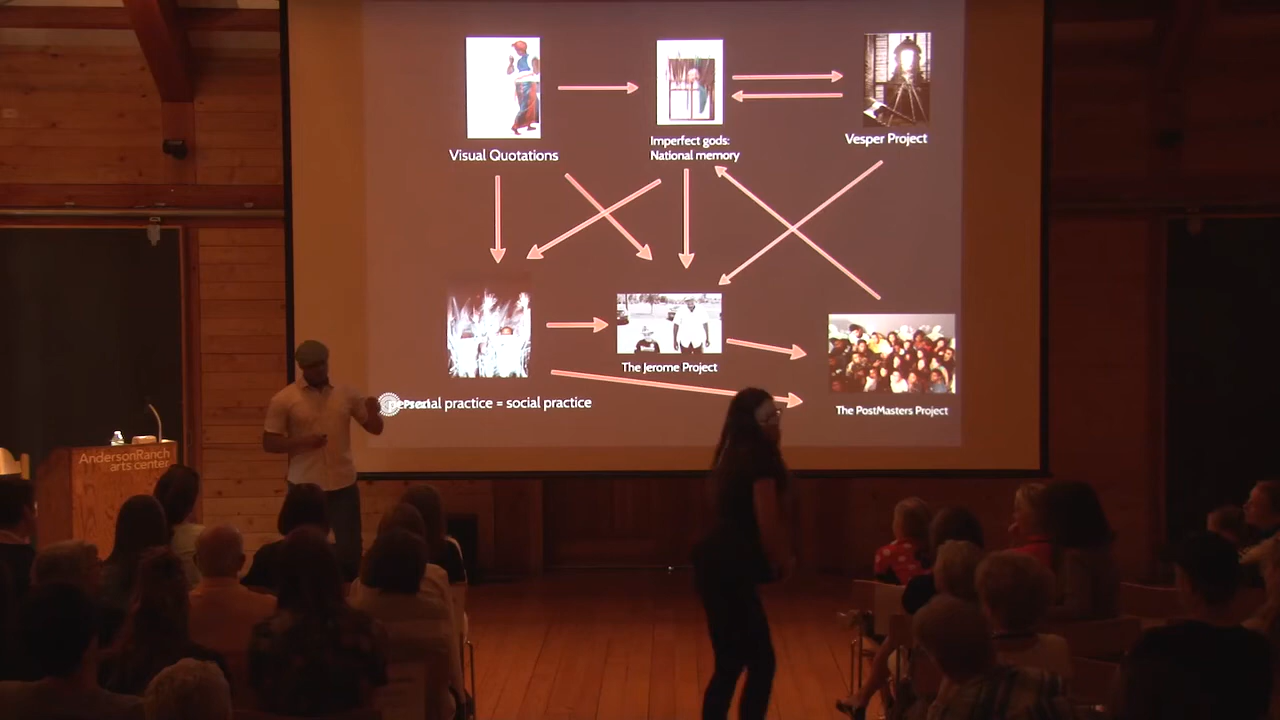 Visual Quotations
Imperfect gods:
National memory
Vesper Project
The Jerome Project
practice = social practice
The PostMasters Project
AndersonRanch
arts center